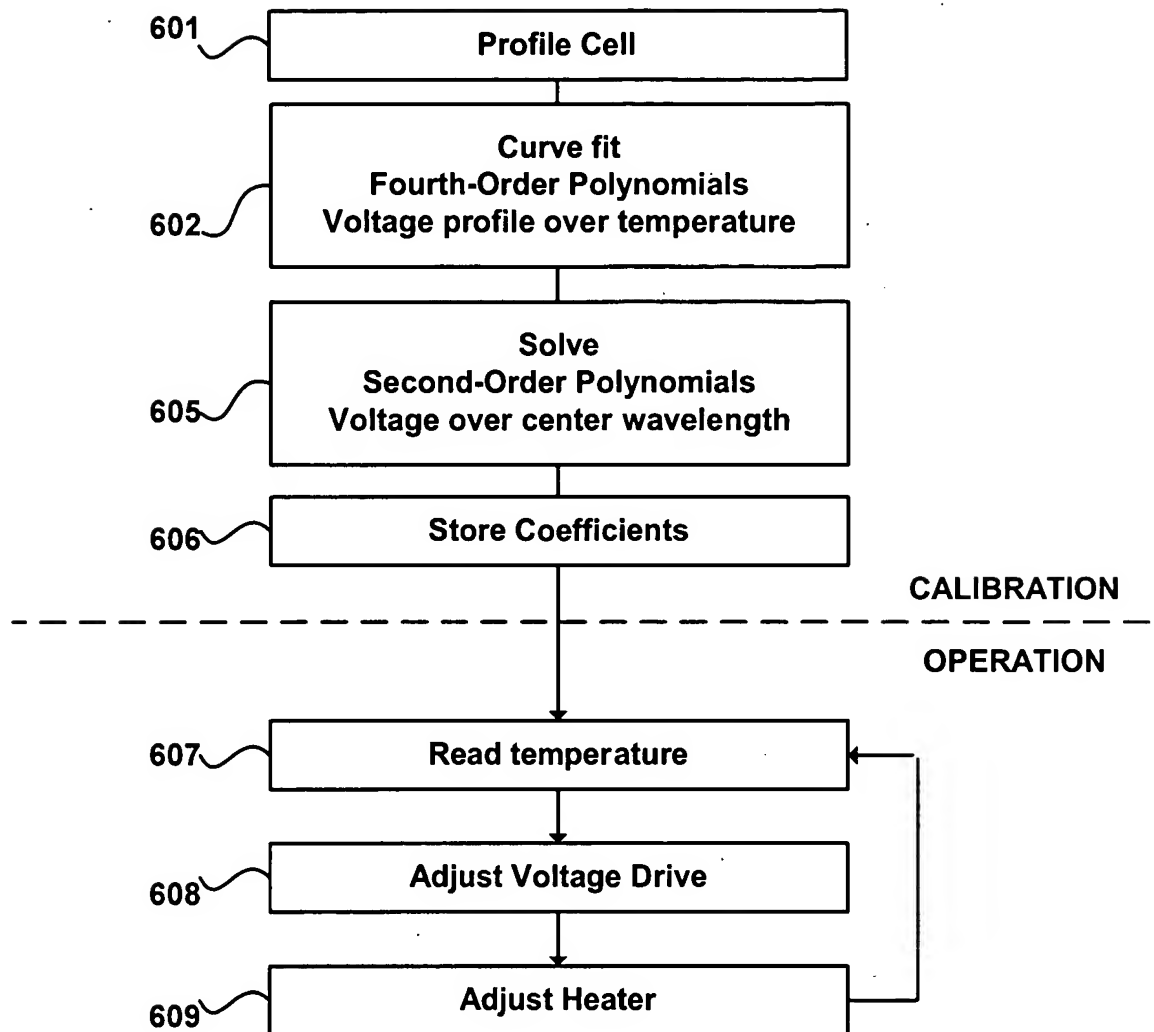 601
Profile Cell
Curve fit
Fourth-Order Polynomials
Voltage profile over temperature
602
Solve
Second-Order Polynomials
Voltage over center wavelength
605
606
Store Coefficients
CALIBRATION
OPERATION
607
Read temperature
608
Adjust Voltage Drive
609
Adjust Heater